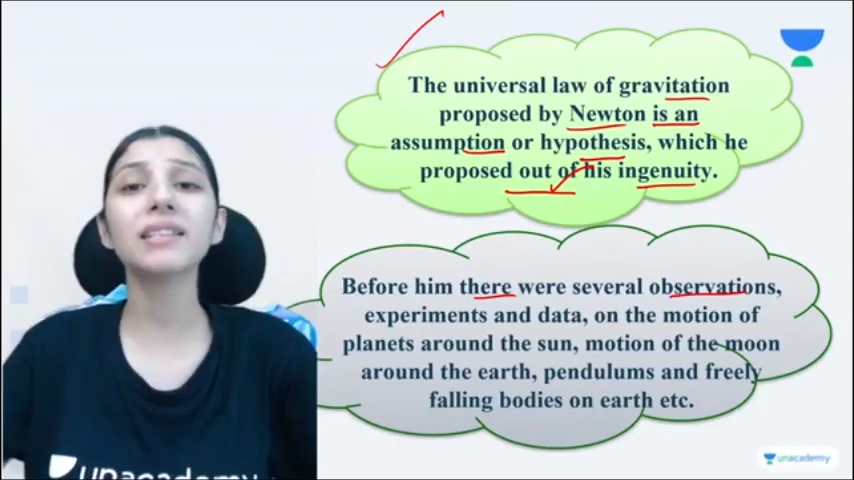 The universal law of gravitation
proposed by Newton is an
assumption or hypothesis, which he
proposed out of his ingenuity.
Before him there were several observations,
experiments and data, on the motion of
planets around the sun, motion of the moon
around the earth, pendulums and freely
falling bodies on earth etc.
unacademy
unacademy